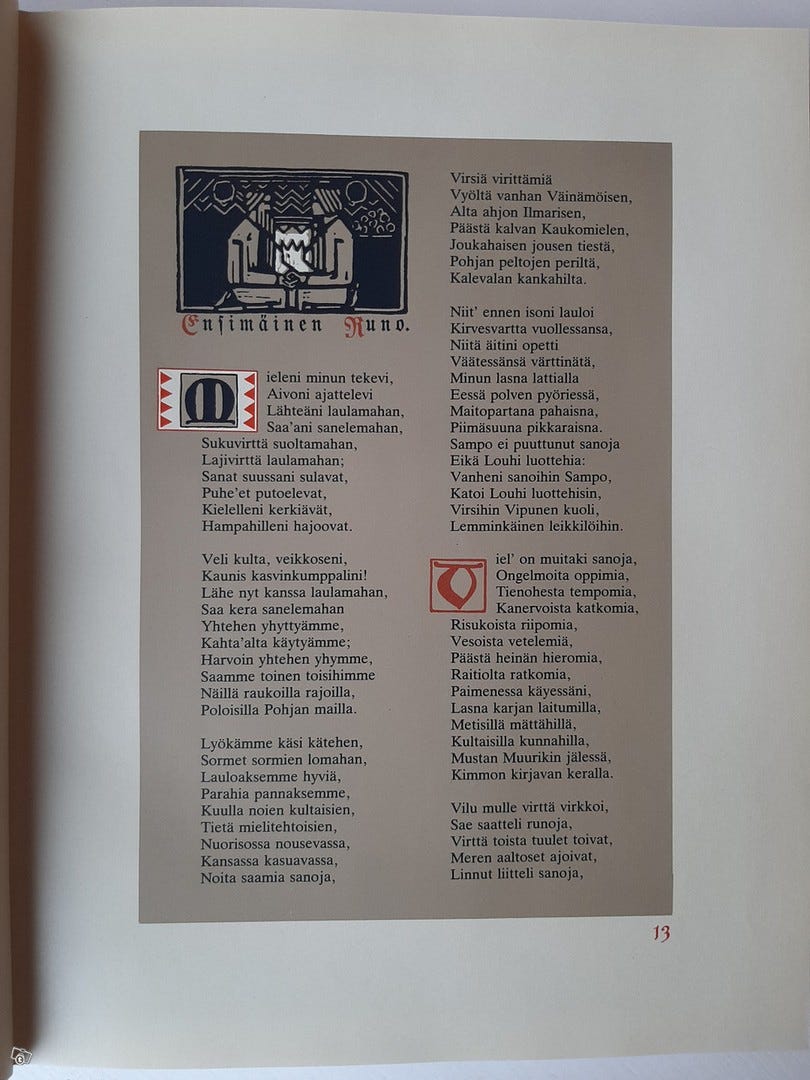 Ensimäinen Runo.
Mieleni minun tekevi,
Aivoni ajattelevi
Lähteäni laulamahan,
Saa'ani sanelemahan,
Sukuvirttä suoltamahan,
Lajivirttä laulamahan;
Sanat suussani sulavat,
Puhe'et putoelevat,
Kielelleni kerkiävät,
Hampahilleni hajoovat.
Veli kulta, veikkoseni,
Kaunis kasvinkumppalini!
Lähe nyt kanssa laulamahan,
Saa kera sanelemahan
Yhtehen yhyttyämme,
Kahta'alta käytyämme;
Harvoin yhtehen yhymme,
Saamme toinen toisihimme
Näillä raukoilla rajoilla,
Poloisilla Pohjan mailla.
Lyökämme käsi kätehen,
Sormet sormien lomahan,
Lauloaksemme hyviä,
Parahia pannaksemme,
Kuulla noien kultaisien,
Tietä mielitehtoisien,
Nuorisossa nousevassa,
Kansassa kasuavassa,
Noita saamia sanoja,
Virsiä virittämiä
Vyöltä vanhan Väinämöisen,
Alta ahjon Ilmarisen,
Päästä kalvan Kaukomielen,
Joukahaisen jousen tiestä,
Pohjan peltojen periltä,
Kalevalan kankahilta.
Niit' ennen isoni lauloi
Kirvesvartta vuollessansa,
Niitä äitini opetti
Väätessänsä värttinätä,
Minun lasna lattialla
Eessä polven pyöriessä,
Maitopartana pahaisna,
Piimäsuuna pikkaraisna.
Sampo ei puuttunut sanoja
Eikä Louhi luottehia:
Vanheni sanoihin Sampo,
Katoi Louhi luottehisin,
Virsihin Vipunen kuoli,
Lemminkäinen leikkilöihin.
Viel' on muitaki sanoja,
Ongelmoita oppimia,
Tienohesta tempomia,
Kanervoista katkomia,
Risukoista riipomia,
Vesoista vetelemiä,
Päästä heinän hieromia,
Raitiolta ratkomia,
Paimenessa käyessäni,
Lasna karjan laitumilla,
Metisillä mättähillä,
Kultaisilla kunnahilla,
Mustan Muurikin jälessä,
Kimmon kirjavan keralla.
Vilu mulle virttä virkkoi,
Sae saatteli runoja,
Virttä toista tuulet toivat,
Meren aaltoset ajoivat,
Linnut liitteli sanoja,
13